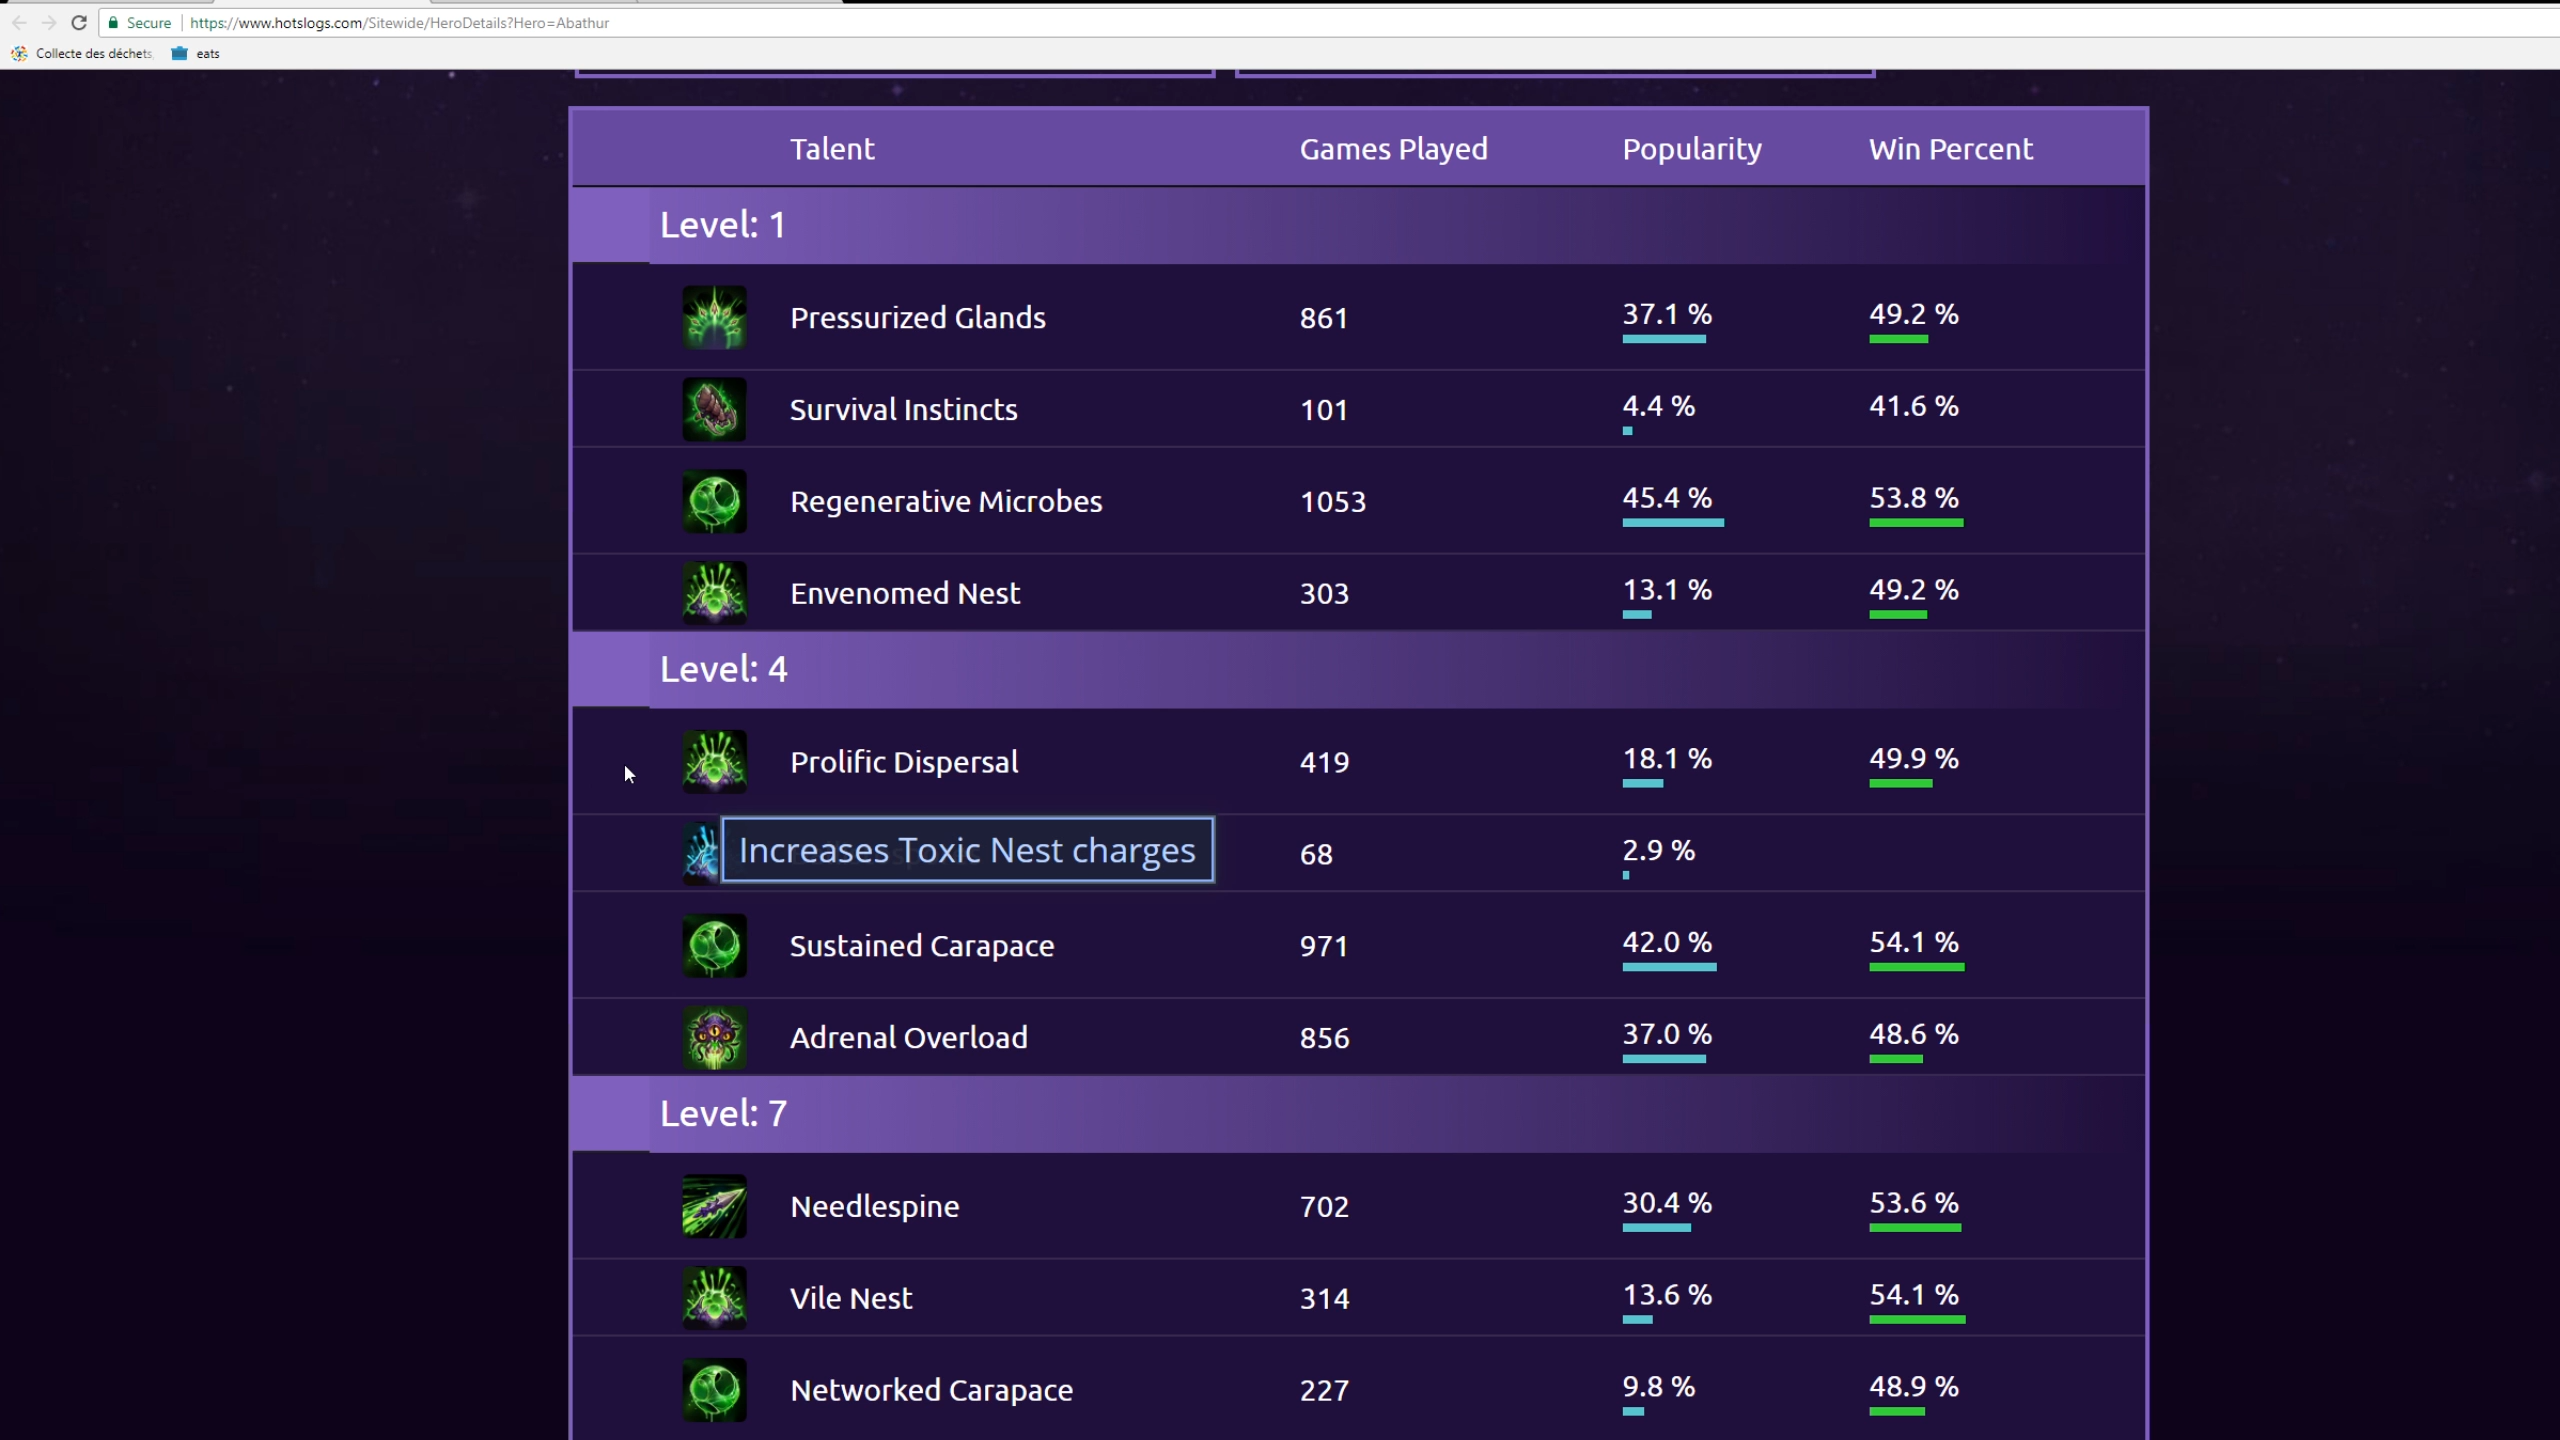 Secure https://www.hotslogs.com/Sitewide/HeroDetails?Hero=Abathur
Collecte des déchets eats
Talent Games Played Popularity Win Percent
Level: 1
Pressurized Glands 861 37.1 % 49.2 %
Survival Instincts 101 4.4 % 41.6 %
Regenerative Microbes 1053 45.4 % 53.8 %
Envenomed Nest 303 13.1 % 49.2 %
Level: 4
Prolific Dispersal 419 18.1 % 49.9 %
Increases Toxic Nest charges 68 2.9 %
Sustained Carapace 971 42.0 % 54.1 %
Adrenal Overload 856 37.0 % 48.6 %
Level: 7
Needlespine 702 30.4 % 53.6 %
Vile Nest 314 13.6 % 54.1 %
Networked Carapace 227 9.8 % 48.9 %